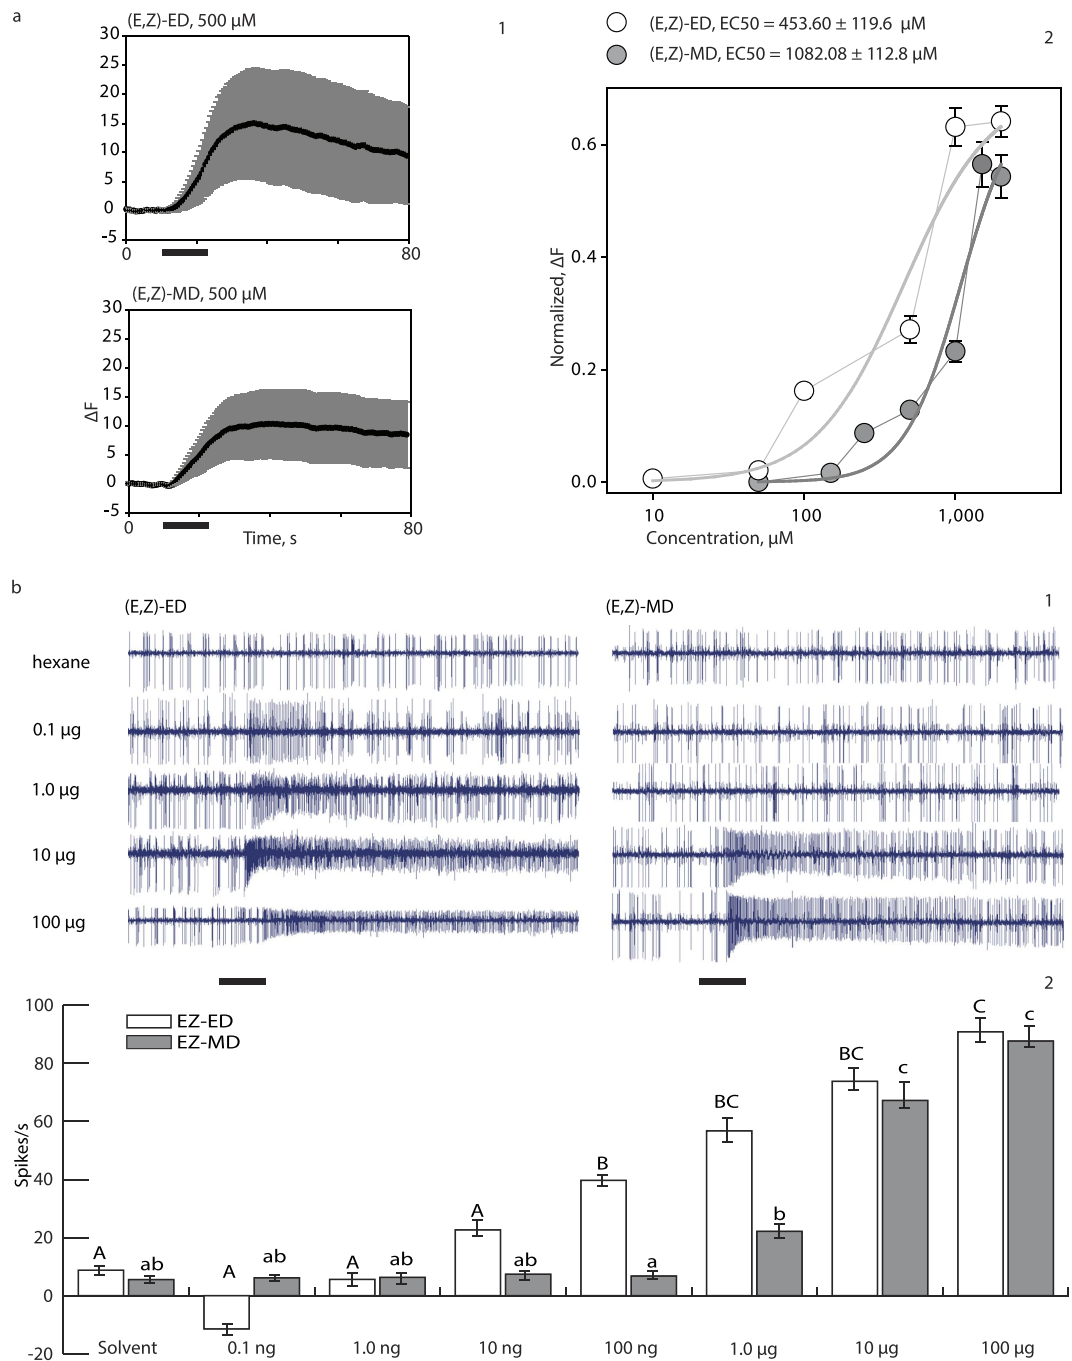 a
(E,Z)-ED, 500 µM
1
30
25
20
15
10
5
0
-5
0
80
(E,Z)-MD, 500 µM
30
25
20
15
10
5
0
-5
ΔF
0
80
Time, s
(E,Z)-ED, EC50 = 453.60 ± 119.6 µM
2
(E,Z)-MD, EC50 = 1082.08 ± 112.8 µM
Normalized, ΔF
0.6
0.4
0.2
0.0
10
100
1,000
Concentration, µM
b
(E,Z)-ED
(E,Z)-MD
1
hexane
0.1 µg
1.0 µg
10 µg
100 µg
2
EZ-ED
EZ-MD
Spikes/s
100
80
60
40
20
0
-20
A
ab
A
ab
A
ab
A
ab
B
a
BC
b
BC
c
C
c
Solvent
0.1 ng
1.0 ng
10 ng
100 ng
1.0 µg
10 µg
100 µg